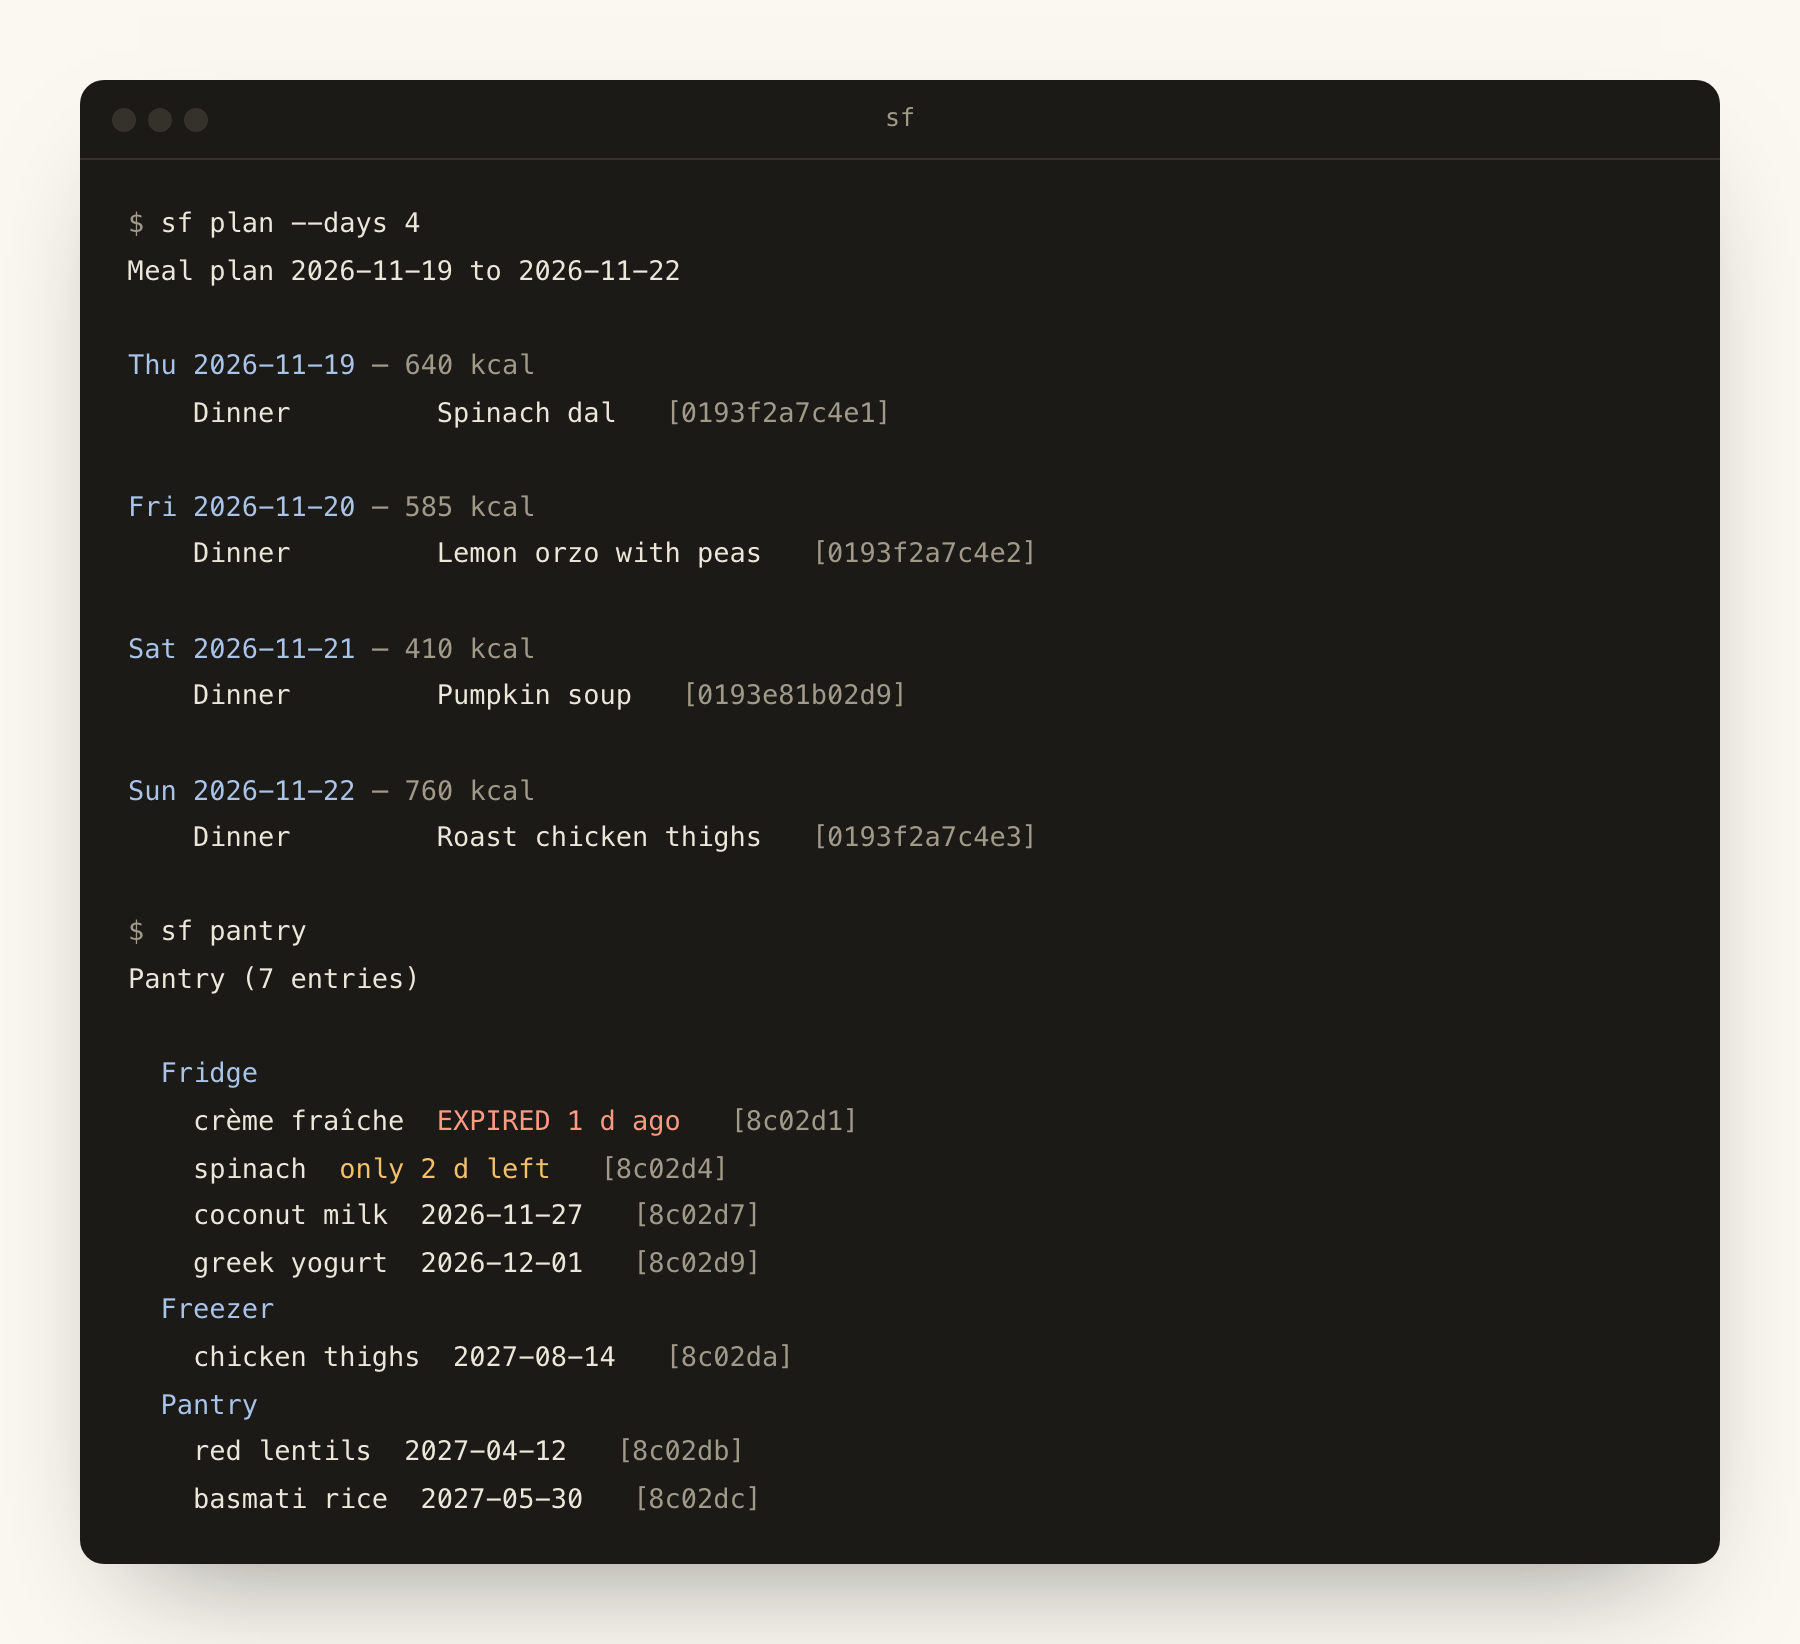 sf
$ sf plan --days 4
Meal plan 2026-11-19 to 2026-11-22
Thu 2026-11-19 — 640 kcal
Dinner Spinach dal [0193f2a7c4e1]
Fri 2026-11-20 — 585 kcal
Dinner Lemon orzo with peas [0193f2a7c4e2]
Sat 2026-11-21 — 410 kcal
Dinner Pumpkin soup [0193e81b02d9]
Sun 2026-11-22 — 760 kcal
Dinner Roast chicken thighs [0193f2a7c4e3]
$ sf pantry
Pantry (7 entries)
Fridge
crème fraîche EXPIRED 1 d ago [8c02d1]
spinach only 2 d left [8c02d4]
coconut milk 2026-11-27 [8c02d7]
greek yogurt 2026-12-01 [8c02d9]
Freezer
chicken thighs 2027-08-14 [8c02da]
Pantry
red lentils 2027-04-12 [8c02db]
basmati rice 2027-05-30 [8c02dc]